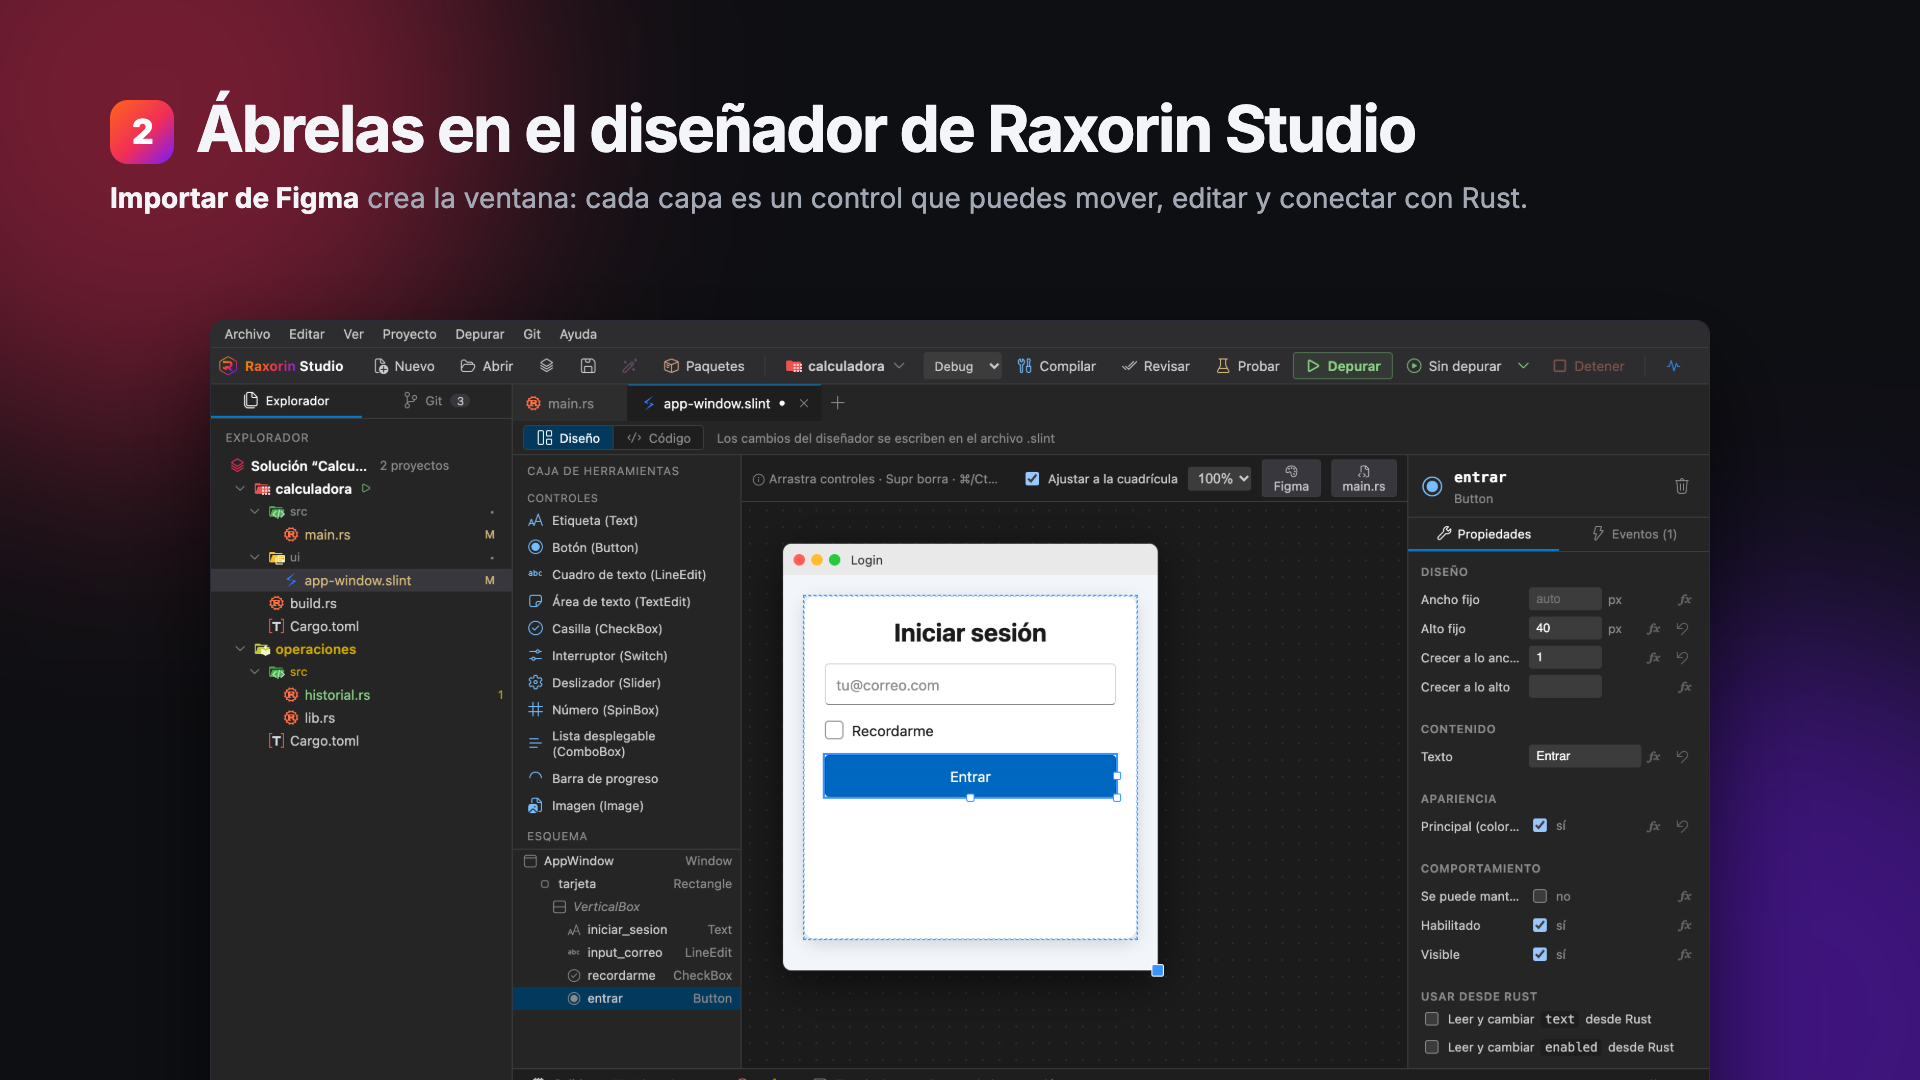 2 Ábrelas en el diseñador de Raxorin Studio
Importar de Figma crea la ventana: cada capa es un control que puedes mover, editar y conectar con Rust.
Archivo Editar Ver Proyecto Depurar Git Ayuda
Raxorin Studio Nuevo Abrir Paquetes calculadora Debug Compilar Revisar Probar Depurar Sin depurar Detener
Explorador Git 3
main.rs app-window.slint
Diseño Código Los cambios del diseñador se escriben en el archivo .slint
EXPLORADOR
Solución “Calcu... 2 proyectos
calculadora
src
main.rs M
ui
app-window.slint M
build.rs
Cargo.toml
operaciones
src
historial.rs 1
lib.rs
Cargo.toml
CAJA DE HERRAMIENTAS
CONTROLES
Etiqueta (Text)
Botón (Button)
Cuadro de texto (LineEdit)
Área de texto (TextEdit)
Casilla (CheckBox)
Interruptor (Switch)
Deslizador (Slider)
Número (SpinBox)
Lista desplegable
(ComboBox)
Barra de progreso
Imagen (Image)
ESQUEMA
AppWindow Window
tarjeta Rectangle
VerticalBox
iniciar_sesion Text
input_correo LineEdit
recordarme CheckBox
entrar Button
Arrastra controles · Supr borra · ⌘/Ct... Ajustar a la cuadrícula 100% Figma main.rs
Login
Iniciar sesión
tu@correo.com
Recordarme
Entrar
entrar
Button
Propiedades Eventos (1)
DISEÑO
Ancho fijo auto px fx
Alto fijo 40 px fx
Crecer a lo anc... 1 fx
Crecer a lo alto fx
CONTENIDO
Texto Entrar fx
APARIENCIA
Principal (color... sí fx
COMPORTAMIENTO
Se puede mant... no fx
Habilitado sí fx
Visible sí fx
USAR DESDE RUST
Leer y cambiar text desde Rust
Leer y cambiar enabled desde Rust